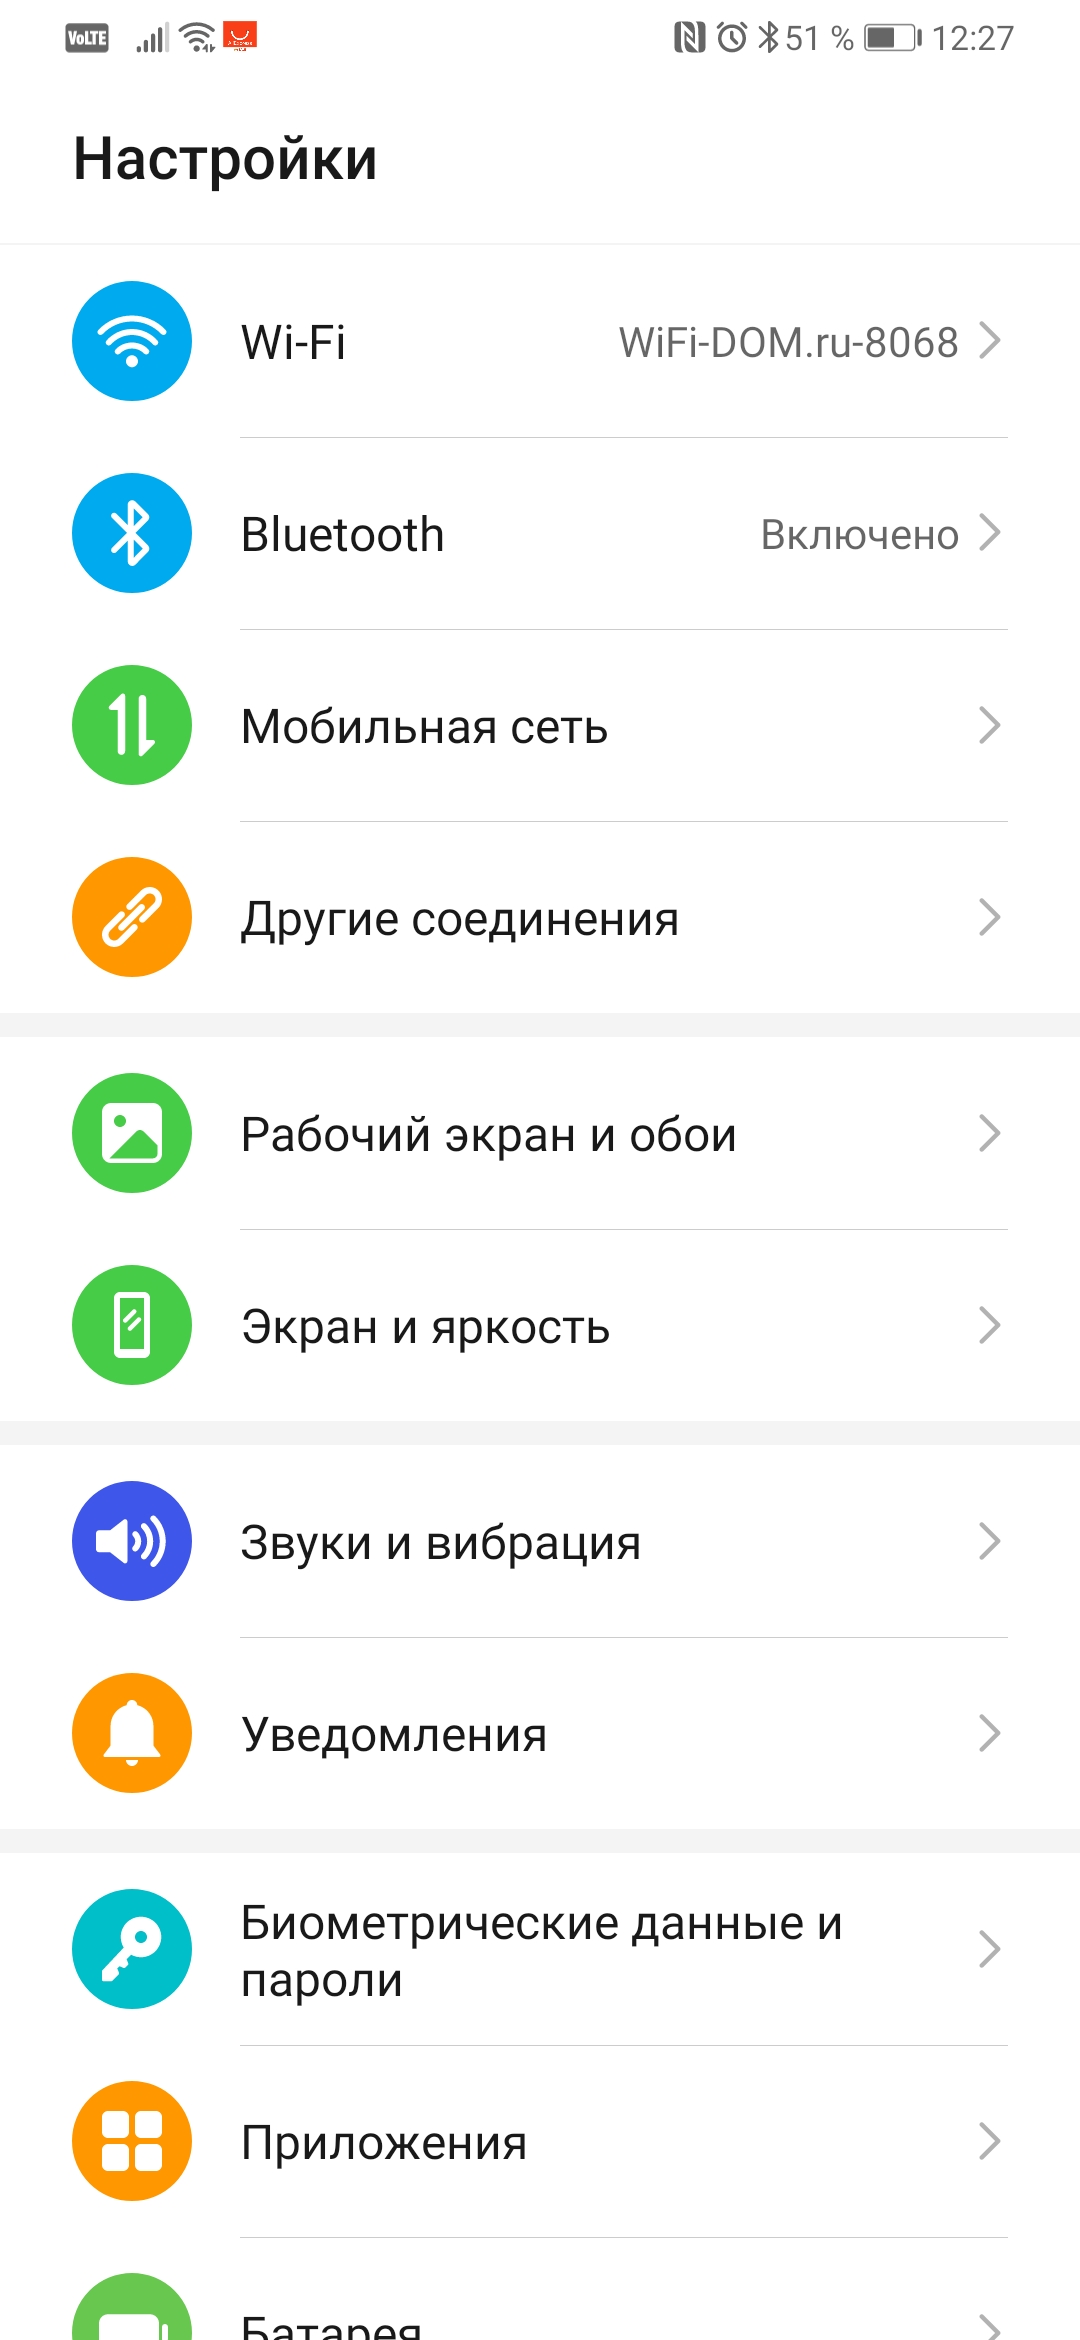 VoLTE 51 % 12:27
Настройки
Wi-Fi WiFi-DOM.ru-8068
Bluetooth Включено
Мобильная сеть
Другие соединения
Рабочий экран и обои
Экран и яркость
Звуки и вибрация
Уведомления
Биометрические данные и
пароли
Приложения
Батарея